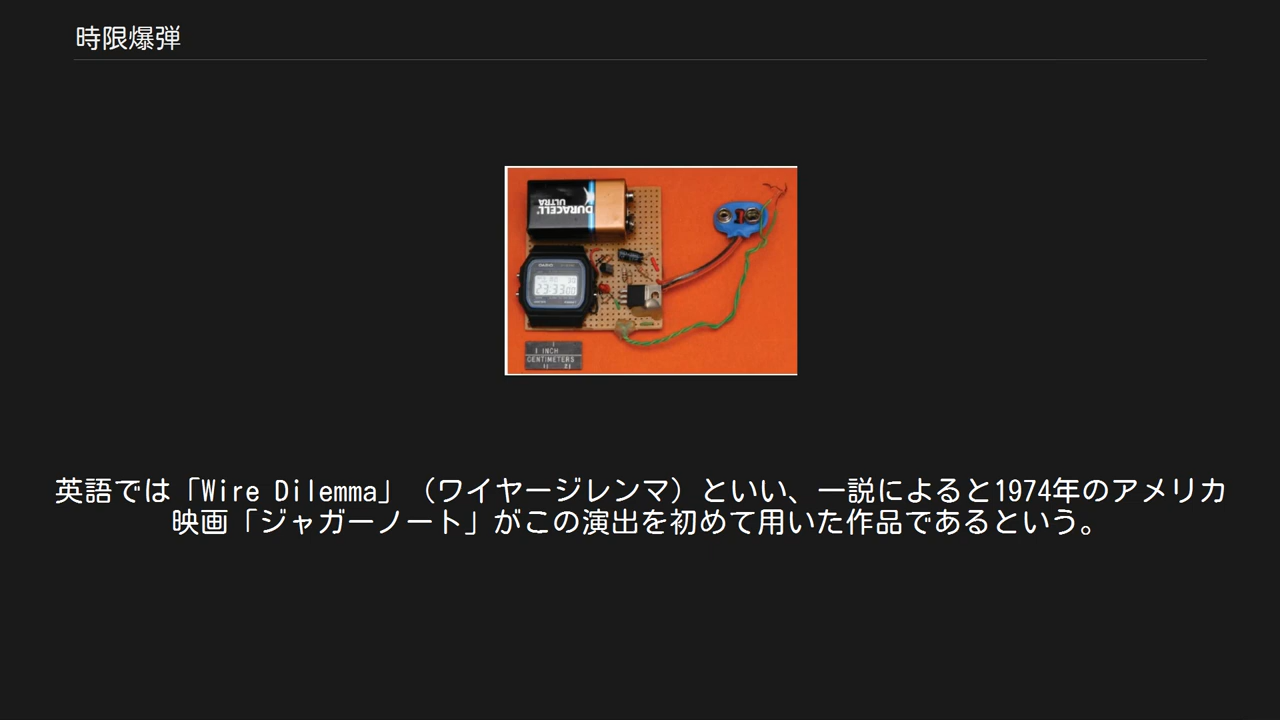 時限爆弾
DURACELL
ULTRA
1 INCH
CENTIMETERS
英語では「Wire Dilemma」（ワイヤージレンマ）といい、一説によると1974年のアメリカ
映画「ジャガーノート」がこの演出を初めて用いた作品であるという。